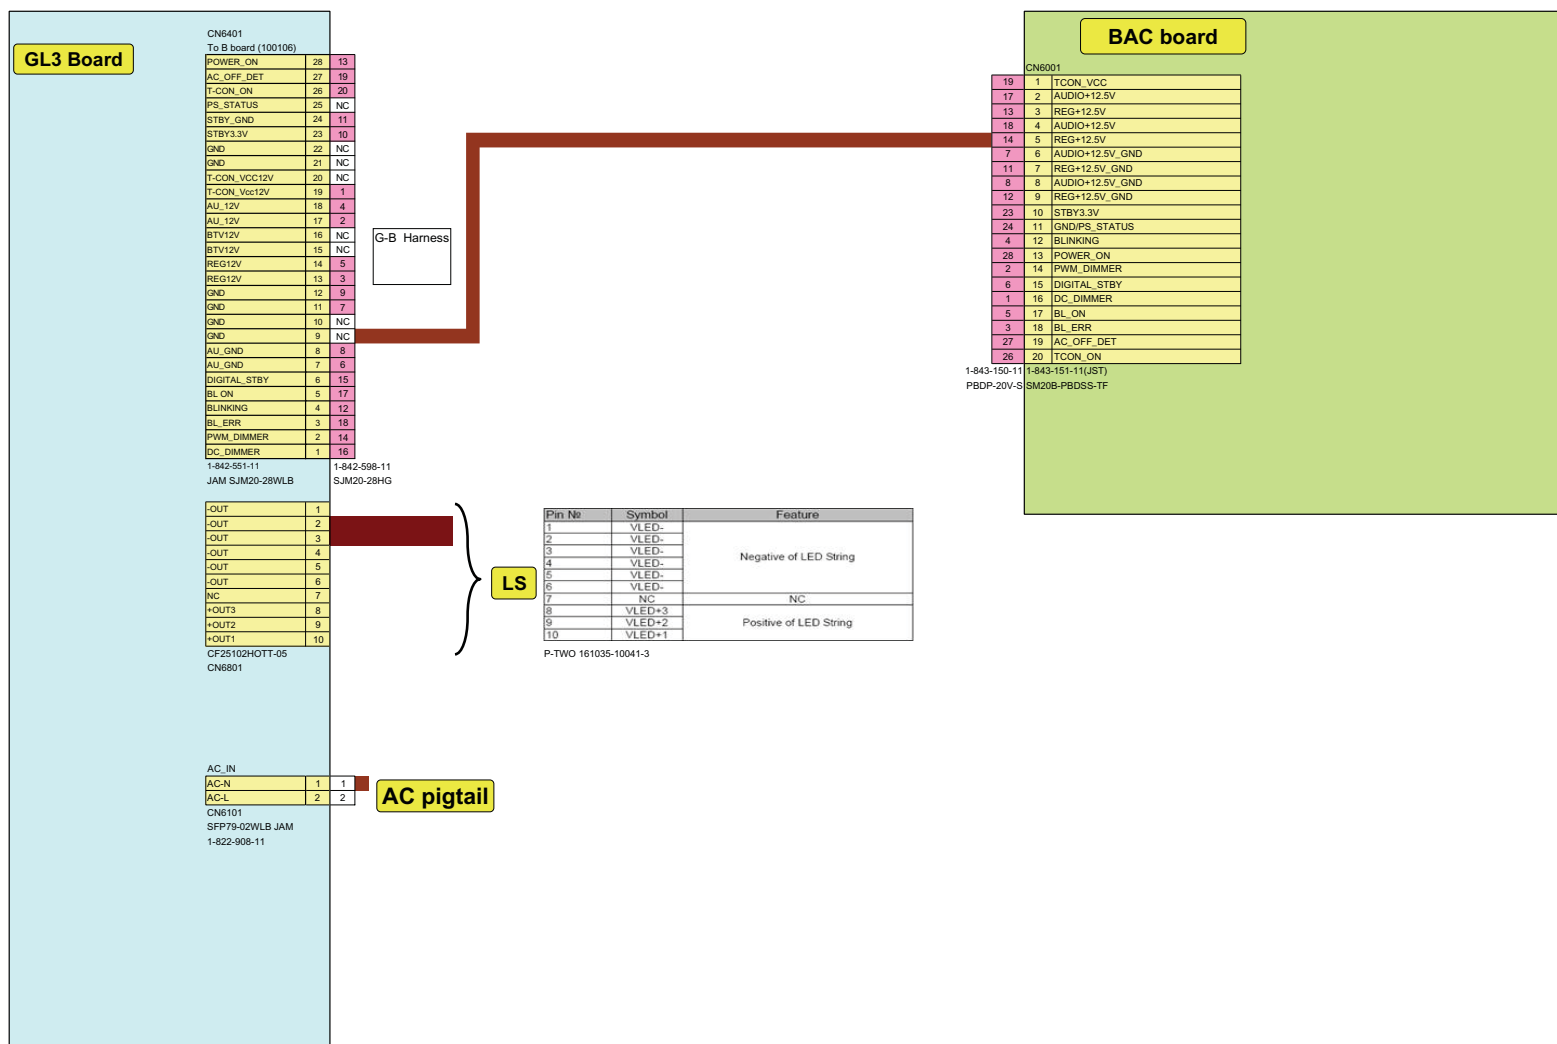 GL3 Board
CN6401
To B board (100106)
POWER_ON 28 13
AC_OFF_DET 27 19
T-CON_ON 26 20
PS_STATUS 25 NC
STBY_GND 24 11
STBY3.3V 23 10
GND 22 NC
GND 21 NC
T-CON_VCC12V 20 NC
T-CON_Vcc12V 19 1
AU_12V 18 4
AU_12V 17 2
BTV12V 16 NC
BTV12V 15 NC
REG12V 14 5
REG12V 13 3
GND 12 9
GND 11 7
GND 10 NC
GND 9 NC
AU_GND 8 8
AU_GND 7 6
DIGITAL_STBY 6 15
BL ON 5 17
BLINKING 4 12
BL_ERR 3 18
PWM_DIMMER 2 14
DC_DIMMER 1 16
1-842-551-11 1-842-598-11
JAM SJM20-28WLB SJM20-28HG
G-B Harness
BAC board
CN6001
19 1 TCON_VCC
17 2 AUDIO+12.5V
13 3 REG+12.5V
18 4 AUDIO+12.5V
14 5 REG+12.5V
7 6 AUDIO+12.5V_GND
11 7 REG+12.5V_GND
8 8 AUDIO+12.5V_GND
12 9 REG+12.5V_GND
23 10 STBY3.3V
24 11 GND/PS_STATUS
4 12 BLINKING
28 13 POWER_ON
2 14 PWM_DIMMER
6 15 DIGITAL_STBY
1 16 DC_DIMMER
5 17 BL_ON
3 18 BL_ERR
27 19 AC_OFF_DET
26 20 TCON_ON
1-843-150-11 1-843-151-11(JST)
PBDP-20V-S SM20B-PBDSS-TF
-OUT 1
-OUT 2
-OUT 3
-OUT 4
-OUT 5
-OUT 6
NC 7
+OUT3 8
+OUT2 9
+OUT1 10
CF25102HOTT-05
CN6801
LS
Pin № Symbol Feature
1 VLED-
2 VLED-
3 VLED-
Negative of LED String
4 VLED-
5 VLED-
6 VLED-
7 NC NC
8 VLED+3
9 VLED+2 Positive of LED String
10 VLED+1
P-TWO 161035-10041-3
AC_IN
AC-N 1 1
AC-L 2 2
CN6101
SFP79-02WLB JAM
1-822-908-11
AC pigtail